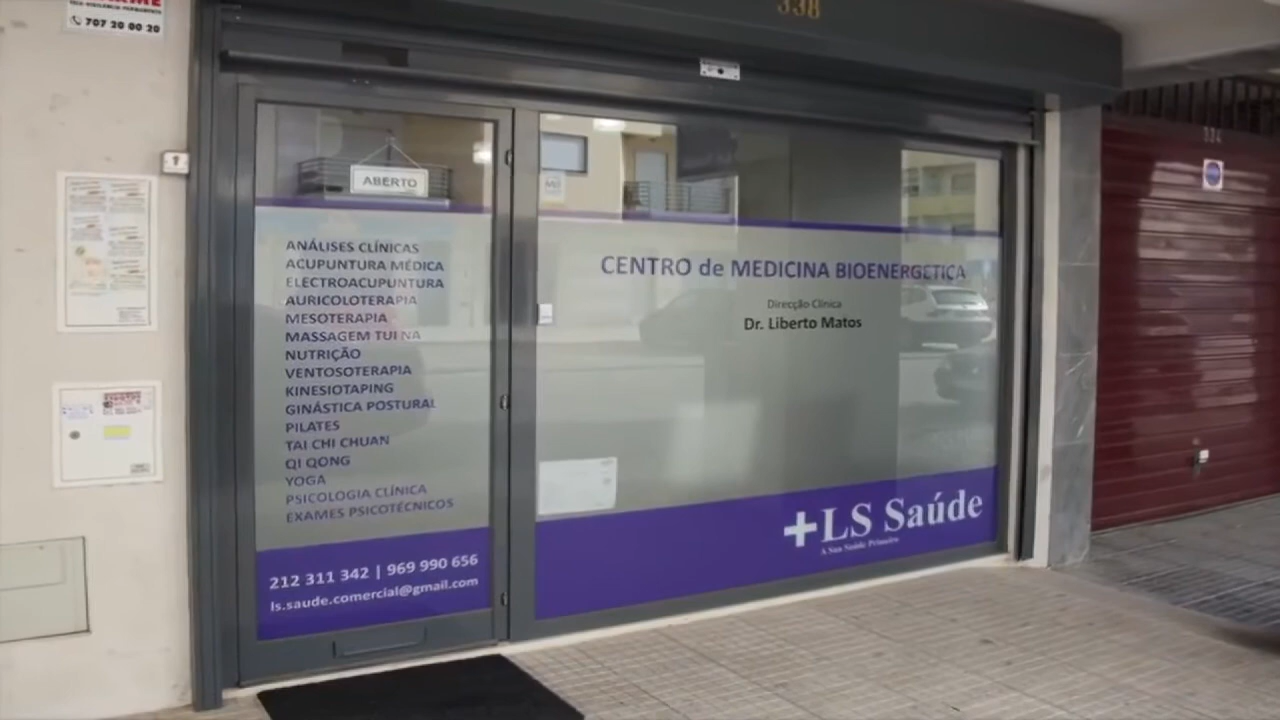 707 20 00 20
338
334
ABERTO
ANÁLISES CLÍNICAS
ACUPUNTURA MÉDICA
ELECTROACUPUNTURA
AURICOLOTERAPIA
MESOTERAPIA
MASSAGEM TUI NA
NUTRIÇÃO
VENTOSOTERAPIA
KINESIOTAPING
GINÁSTICA POSTURAL
PILATES
TAI CHI CHUAN
QI QONG
YOGA
PSICOLOGIA CLÍNICA
EXAMES PSICOTÉCNICOS
212 311 342 | 969 990 656
ls.saude.comercial@gmail.com
CENTRO de MEDICINA BIOENERGÉTICA
Direcção Clínica
Dr. Liberto Matos
+LS Saúde
A Sua Saúde Primeiro